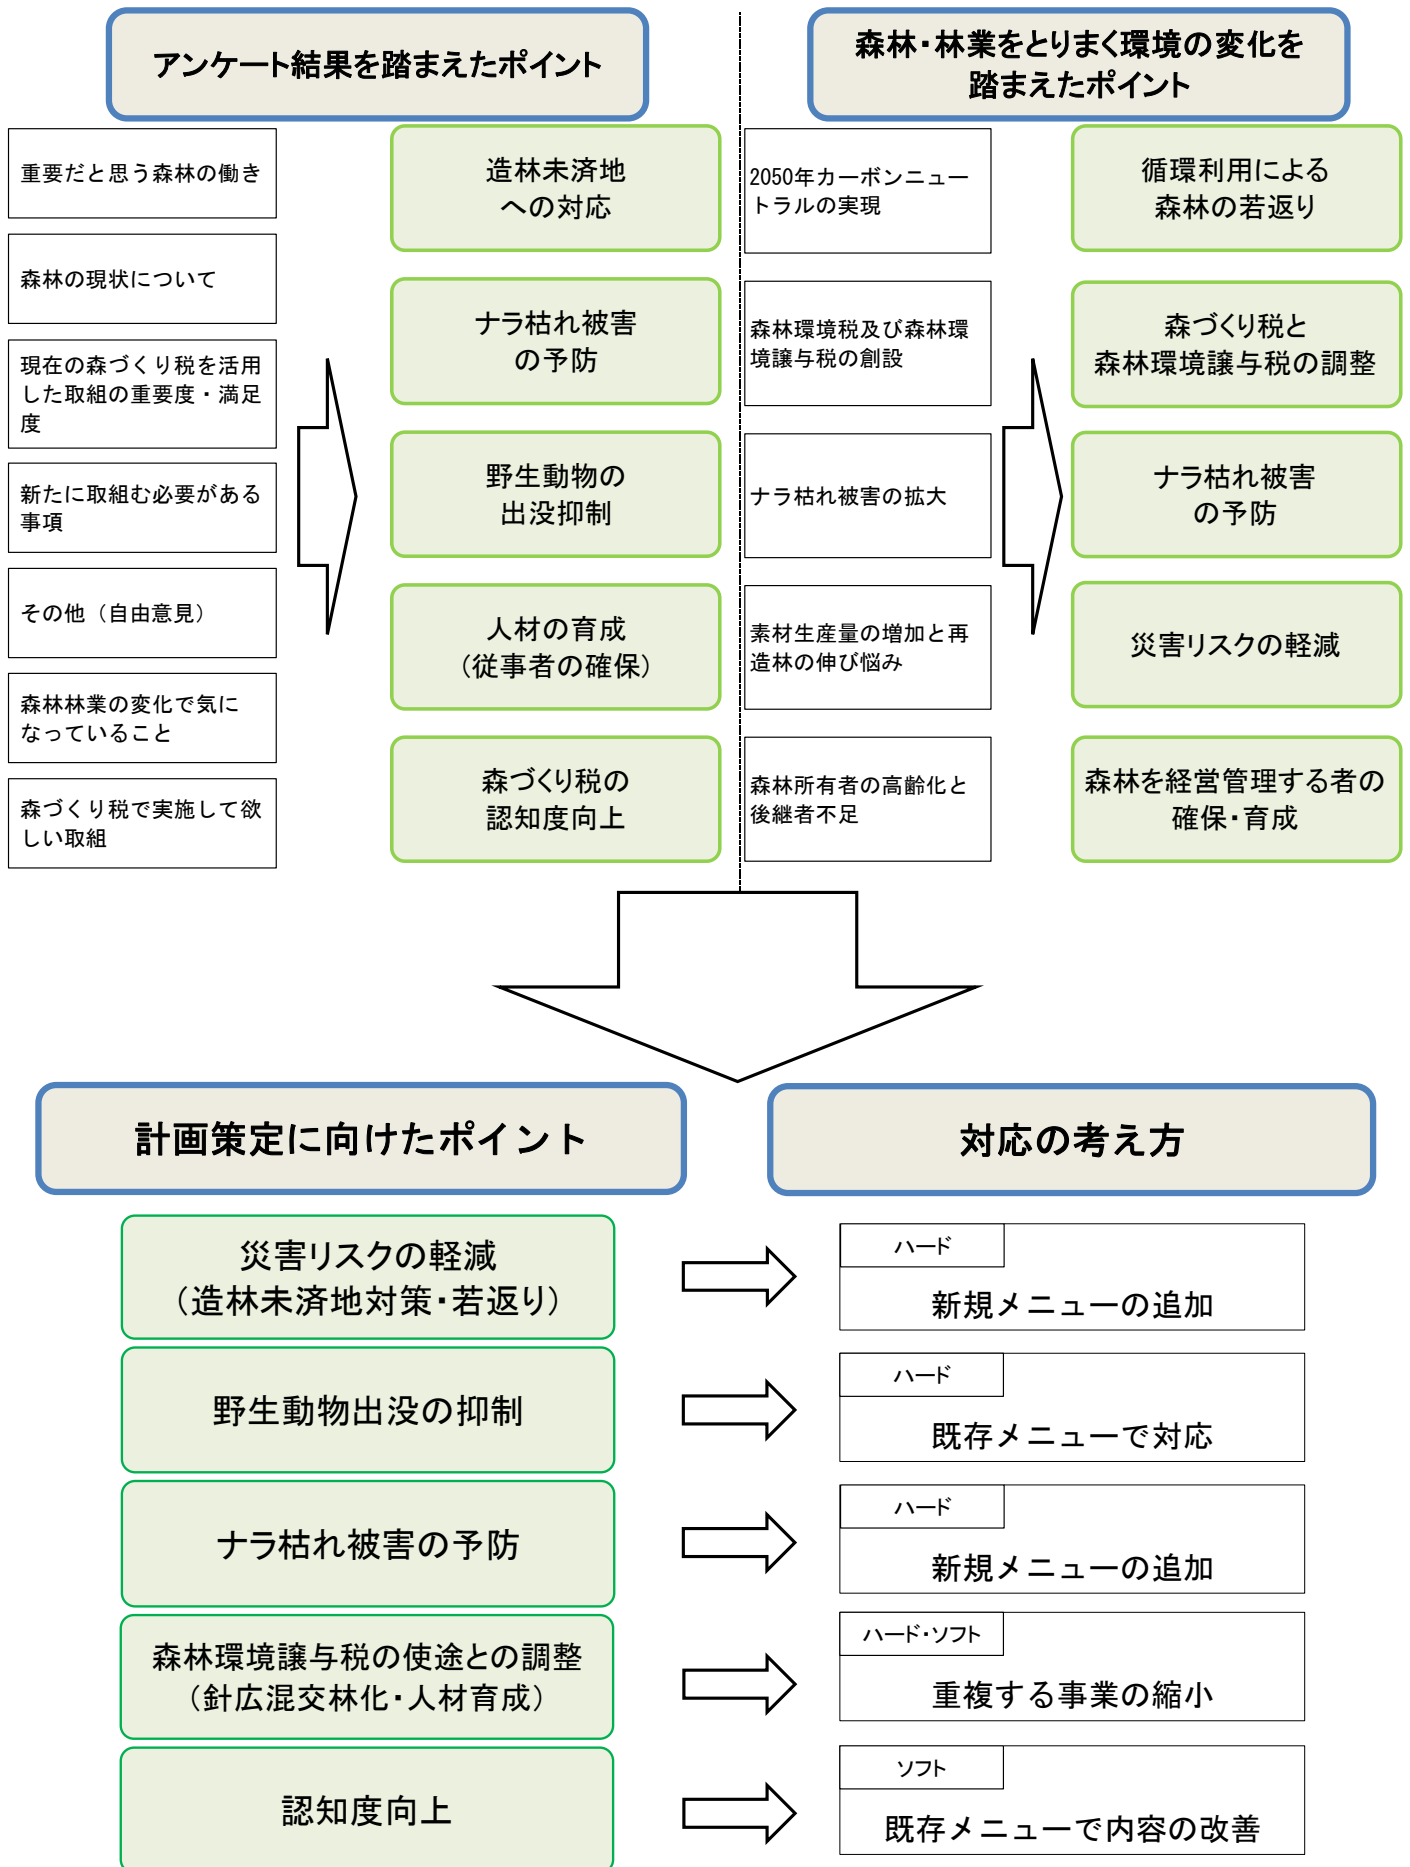 アンケート結果を踏まえたポイント
重要だと思う森林の働き
森林の現状について
現在の森づくり税を活用
した取組の重要度・満足
度
新たに取組む必要がある
事項
その他（自由意見）
森林林業の変化で気に
なっていること
森づくり税で実施して欲
しい取組
造林未済地
への対応
ナラ枯れ被害
の予防
野生動物の
出没抑制
人材の育成
（従事者の確保）
森づくり税の
認知度向上
森林・林業をとりまく環境の変化を
踏まえたポイント
2050年カーボンニュー
トラルの実現
森林環境税及び森林環
境譲与税の創設
ナラ枯れ被害の拡大
素材生産量の増加と再
造林の伸び悩み
森林所有者の高齢化と
後継者不足
循環利用による
森林の若返り
森づくり税と
森林環境譲与税の調整
ナラ枯れ被害
の予防
災害リスクの軽減
森林を経営管理する者の
確保・育成
計画策定に向けたポイント
対応の考え方
災害リスクの軽減
（造林未済地対策・若返り）
ハード
新規メニューの追加
野生動物出没の抑制
ハード
既存メニューで対応
ナラ枯れ被害の予防
ハード
新規メニューの追加
森林環境譲与税の使途との調整
（針広混交林化・人材育成）
ハード・ソフト
重複する事業の縮小
認知度向上
ソフト
既存メニューで内容の改善